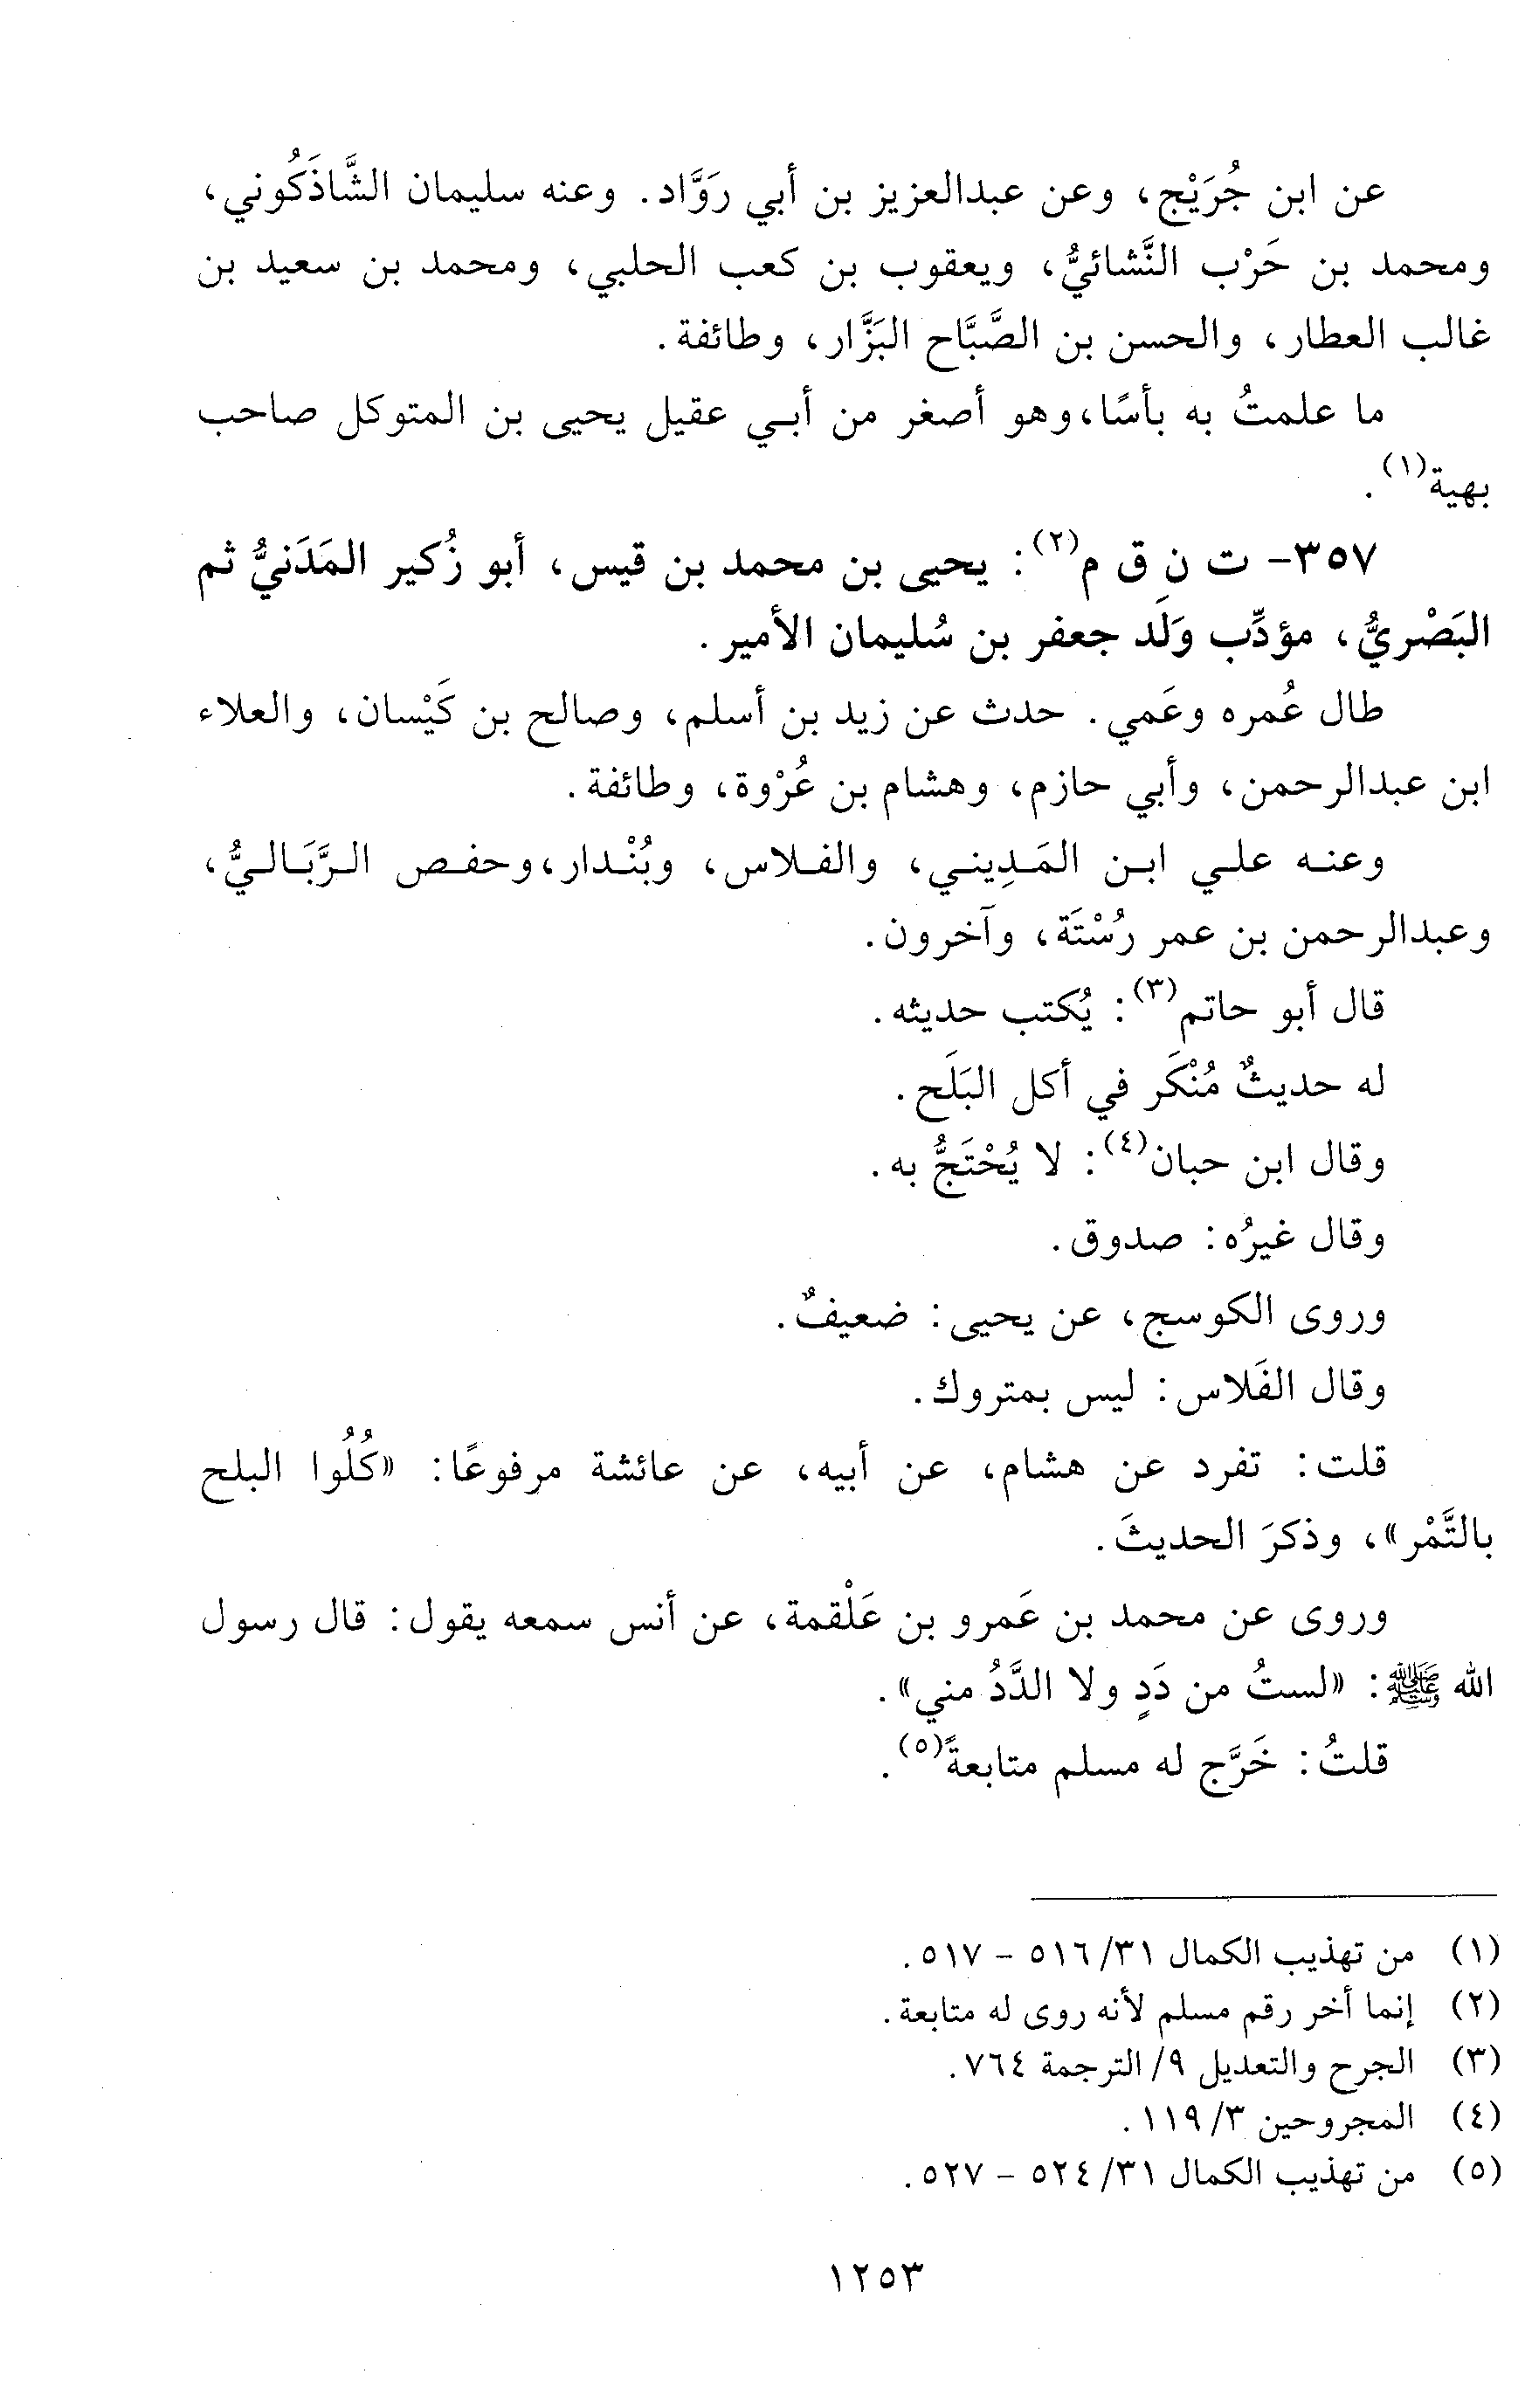 عن ابن جُرَيْج، وعن عبدالعزيز بن أبي رَوَّاد. وعنه سليمان الشَّاذَكُوني،
ومحمد بن حَرْب النَّشائيُّ، ويعقوب بن كعب الحلبي، ومحمد بن سعيد بن
غالب العطار، والحسن بن الصَّبَّاح البَزَّار، وطائفة.
ما علمتُ به بأسًا، وهو أصغر من أبي عقيل يحيى بن المتوكل صاحب
بهية(١).
٣٥٧- ت ن ق م(٢): يحيى بن محمد بن قيس، أبو زُكير المَدَنيُّ ثم
البَصْريُّ، مؤدِّب وَلَد جعفر بن سُليمان الأمير.
طال عُمره وعَمي. حدث عن زيد بن أسلم، وصالح بن كَيْسان، والعلاء
ابن عبدالرحمن، وأبي حازم، وهشام بن عُرْوة، وطائفة.
وعنه علي ابن المَدِيني، والفلاس، وبُنْدار، وحفص الرَّبَاليُّ،
وعبدالرحمن بن عمر رُسْتَة، وآخرون.
قال أبو حاتم(٣): يُكتب حديثه.
له حديثٌ مُنْكَر في أكل البَلَح.
وقال ابن حبان(٤): لا يُحْتَجُّ به.
وقال غيرُه: صدوق.
وروى الكوسج، عن يحيى: ضعيفٌ.
وقال الفَلاس: ليس بمتروك.
قلت: تفرد عن هشام، عن أبيه، عن عائشة مرفوعًا: «كُلُوا البلح
بالتَّمْر»، وذكرَ الحديثَ.
وروى عن محمد بن عَمرو بن عَلْقمة، عن أنس سمعه يقول: قال رسول
الله ﷺ: «لستُ من دَدٍ ولا الدَّدُ مني».
قلتُ: خَرَّج له مسلم متابعةً(٥).
(١) من تهذيب الكمال ٣١/ ٥١٦ - ٥١٧.
(٢) إنما أخر رقم مسلم لأنه روى له متابعة.
(٣) الجرح والتعديل ٩/ الترجمة ٧٦٤.
(٤) المجروحين ٣/ ١١٩.
(٥) من تهذيب الكمال ٣١/ ٥٢٤ - ٥٢٧.
١٢٥٣